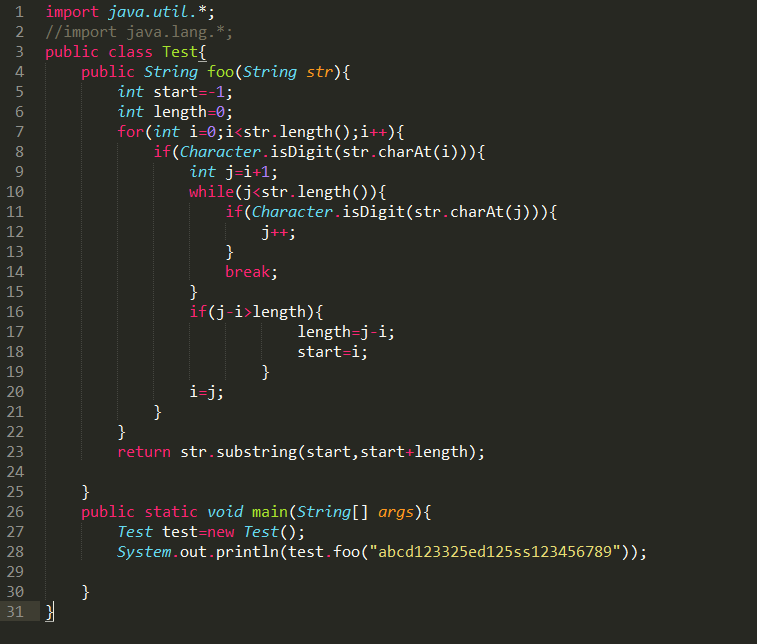 1 import java.util.*;
2 //import java.lang.*;
3 public class Test{
4     public String foo(String str){
5         int start=-1;
6         int length=0;
7         for(int i=0;i<str.length();i++){
8             if(Character.isDigit(str.charAt(i))){
9                 int j=i+1;
10                 while(j<str.length()){
11                     if(Character.isDigit(str.charAt(j))){
12                         j++;
13                     }
14                     break;
15                 }
16                 if(j-i>length){
17                             length=j-i;
18                             start=i;
19                         }
20                 i=j;
21             }
22         }
23         return str.substring(start,start+length);
24
25     }
26     public static void main(String[] args){
27         Test test=new Test();
28         System.out.println(test.foo("abcd123325ed125ss123456789"));
29
30     }
31 }